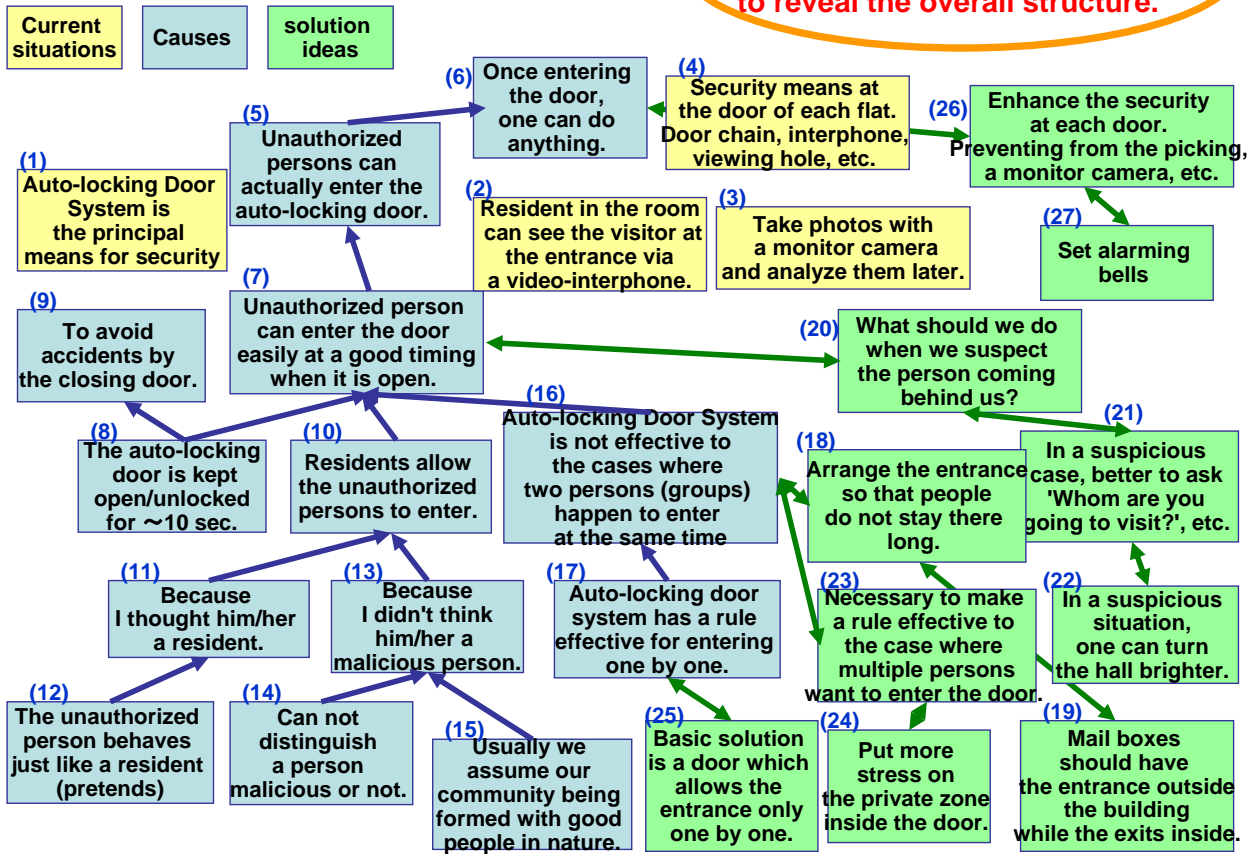 to reveal the overall structure.
Current
situations
Causes
solution
ideas
(6)
Once entering
the door,
one can do
anything.
(4)
Security means at
the door of each flat.
Door chain, interphone,
viewing hole, etc.
(26)
Enhance the security
at each door.
Preventing from the picking,
a monitor camera, etc.
(5)
Unauthorized
persons can
actually enter the
auto-locking door.
(1)
Auto-locking Door
System is
the principal
means for security
(2)
Resident in the room
can see the visitor at
the entrance via
a video-interphone.
(3)
Take photos with
a monitor camera
and analyze them later.
(27)
Set alarming
bells
(7)
Unauthorized person
can enter the door
easily at a good timing
when it is open.
(9)
To avoid
accidents by
the closing door.
(20)
What should we do
when we suspect
the person coming
behind us?
(8)
The auto-locking
door is kept
open/unlocked
for ~10 sec.
(10)
Residents allow
the unauthorized
persons to enter.
(16)
Auto-locking Door System
is not effective to
the cases where
two persons (groups)
happen to enter
at the same time
(18)
Arrange the entrance
so that people
do not stay there
long.
(21)
In a suspicious
case, better to ask
'Whom are you
going to visit?', etc.
(11)
Because
I thought him/her
a resident.
(13)
Because
I didn't think
him/her a
malicious person.
(17)
Auto-locking door
system has a rule
effective for entering
one by one.
(23)
Necessary to make
a rule effective to
the case where
multiple persons
want to enter the door.
(22)
In a suspicious
situation,
one can turn
the hall brighter.
(12)
The unauthorized
person behaves
just like a resident
(pretends)
(14)
Can not
distinguish
a person
malicious or not.
(15)
Usually we
assume our
community being
formed with good
people in nature.
(25)
Basic solution
is a door which
allows the
entrance only
one by one.
(24)
Put more
stress on
the private zone
inside the door.
(19)
Mail boxes
should have
the entrance outside
the building
while the exits inside.